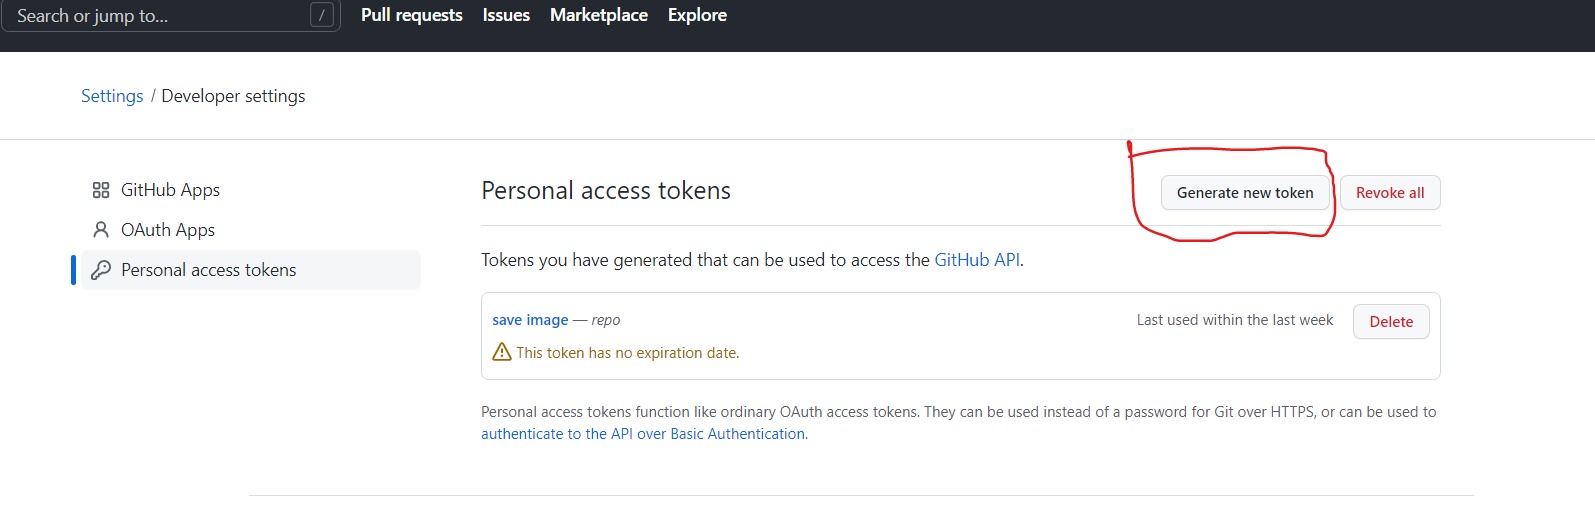 Search or jump to... / Pull requests Issues Marketplace Explore
Settings / Developer settings
GitHub Apps
OAuth Apps
Personal access tokens
Personal access tokens Generate new token Revoke all
Tokens you have generated that can be used to access the GitHub API.
save image — repo Last used within the last week Delete
This token has no expiration date.
Personal access tokens function like ordinary OAuth access tokens. They can be used instead of a password for Git over HTTPS, or can be used to
authenticate to the API over Basic Authentication.